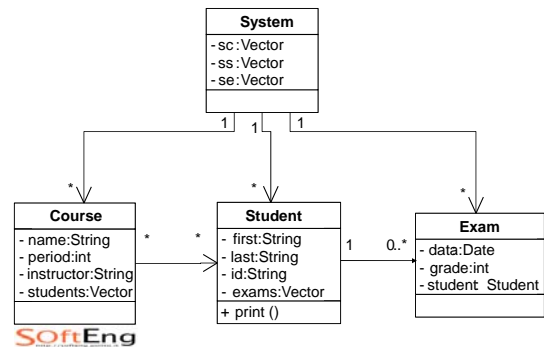 System
- sc:Vector
- ss:Vector
- se:Vector
1 1 1
* * *
Course
- name:String
- period:int
- instructor:String
- students:Vector
* *
Student
- first:String
- last:String
- id:String
- exams:Vector
+ print ()
1 0..*
Exam
- data:Date
- grade:int
- student Student
SOftEng